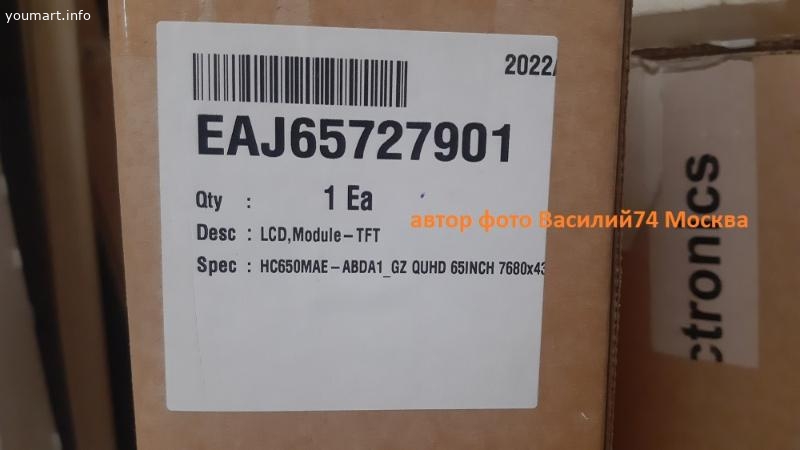 youmart.info
2022/
EAJ65727901
Qty : 1 Ea
автор фото Василий74 Москва
Desc : LCD,Module-TFT
Spec : HC650MAE-ABDA1_GZ QUHD 65INCH 7680x43
ctronics